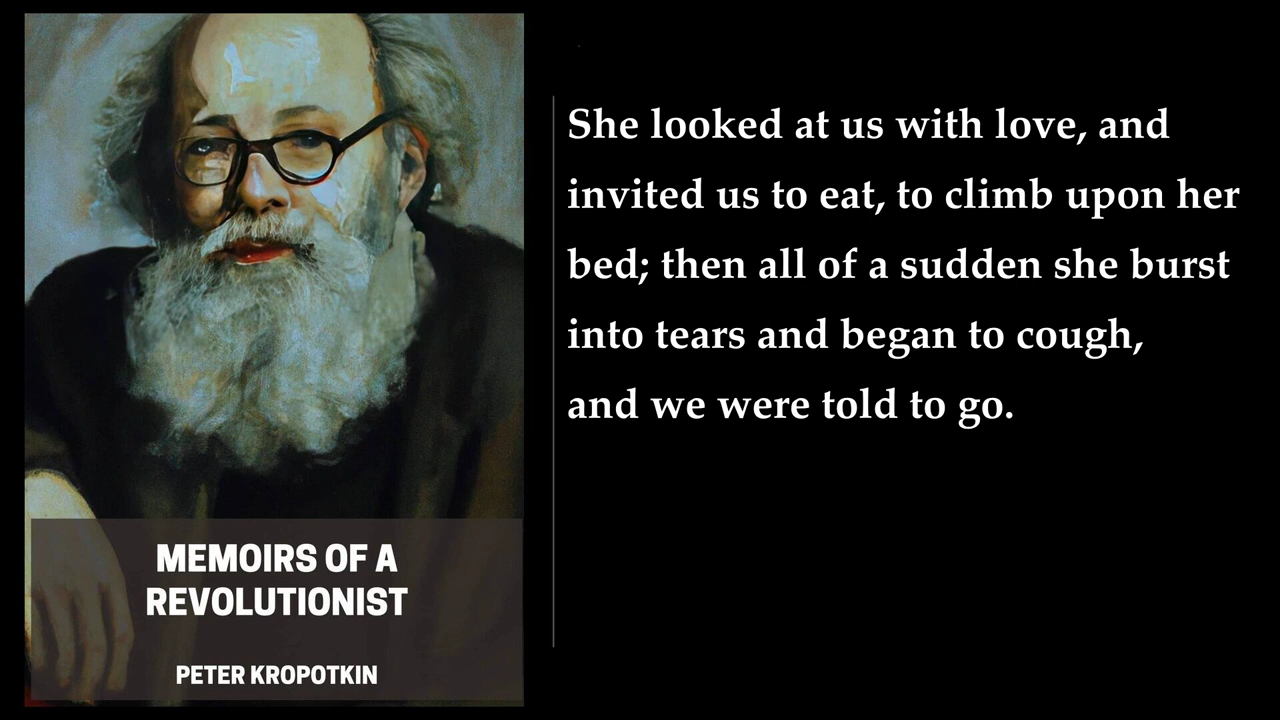 MEMOIRS OF A
REVOLUTIONIST
PETER KROPOTKIN
She looked at us with love, and
invited us to eat, to climb upon her
bed; then all of a sudden she burst
into tears and began to cough,
and we were told to go.